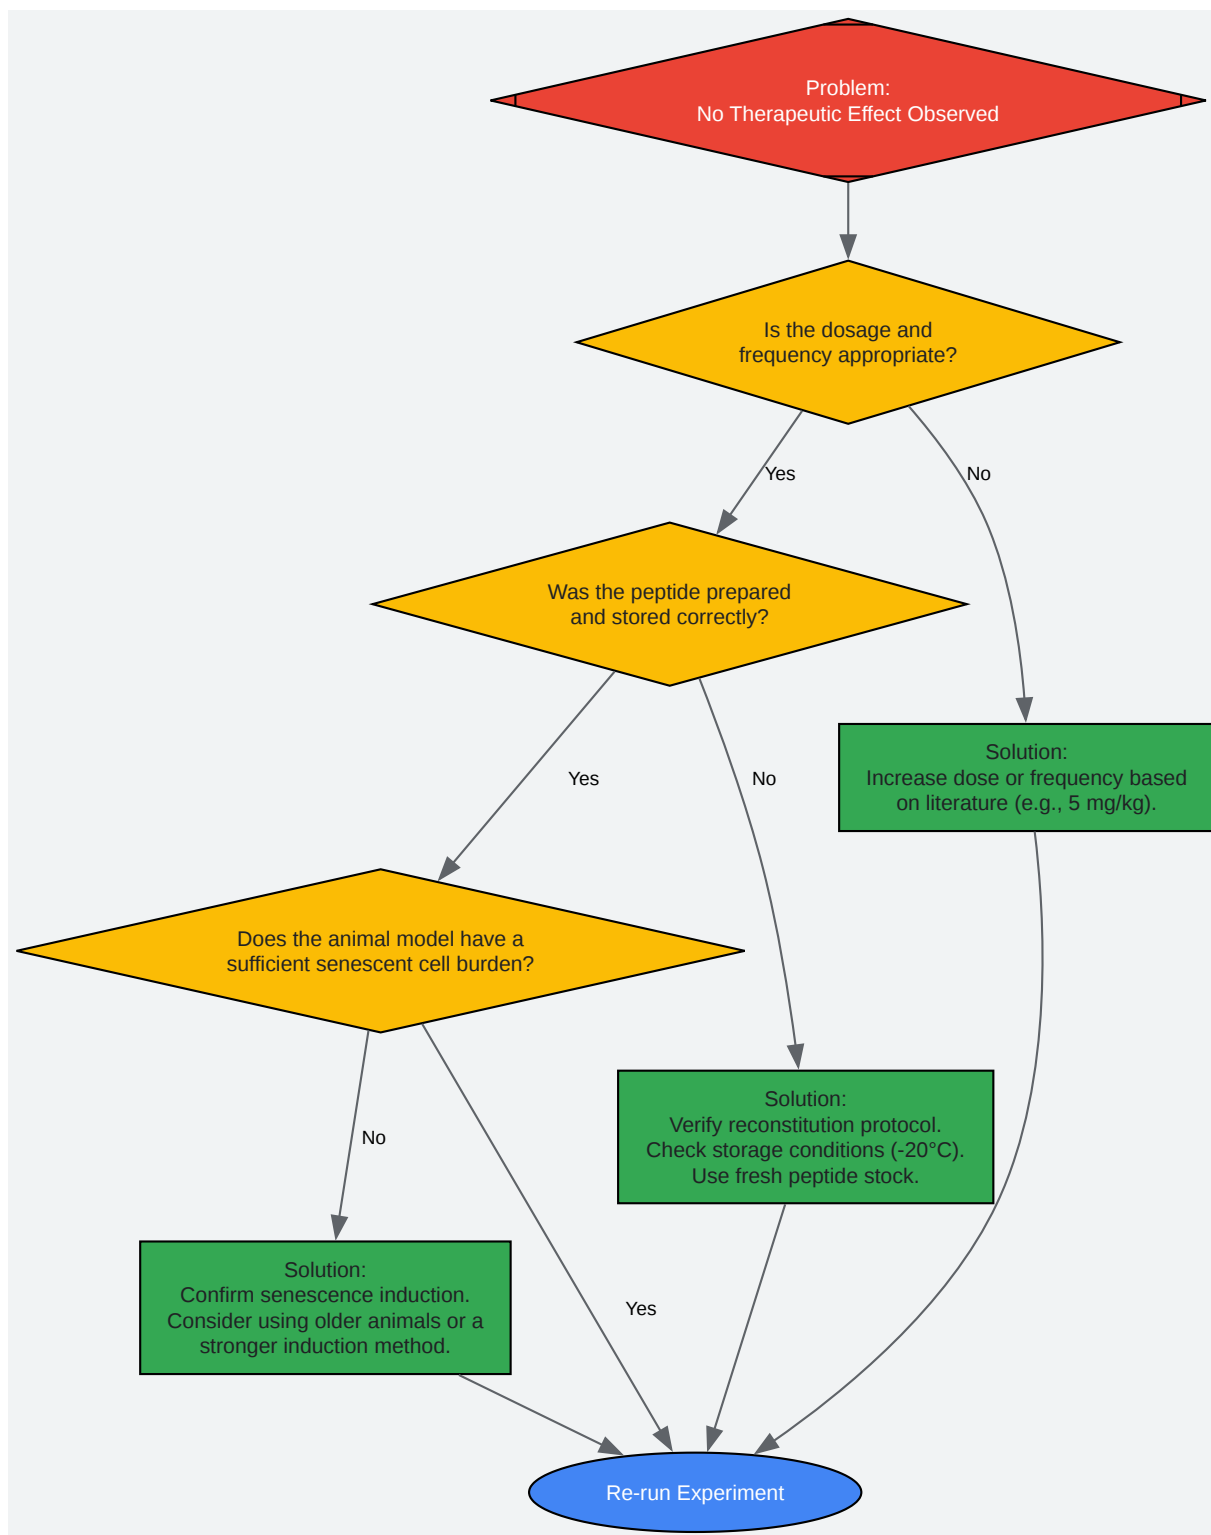 Problem:
No Therapeutic Effect Observed
Is the dosage and
frequency appropriate?
Yes
No
Was the peptide prepared
and stored correctly?
Solution:
Increase dose or frequency based
on literature (e.g., 5 mg/kg).
Yes
No
Does the animal model have a
sufficient senescent cell burden?
Solution:
Verify reconstitution protocol.
Check storage conditions (-20°C).
Use fresh peptide stock.
No
Yes
Solution:
Confirm senescence induction.
Consider using older animals or a
stronger induction method.
Re-run Experiment